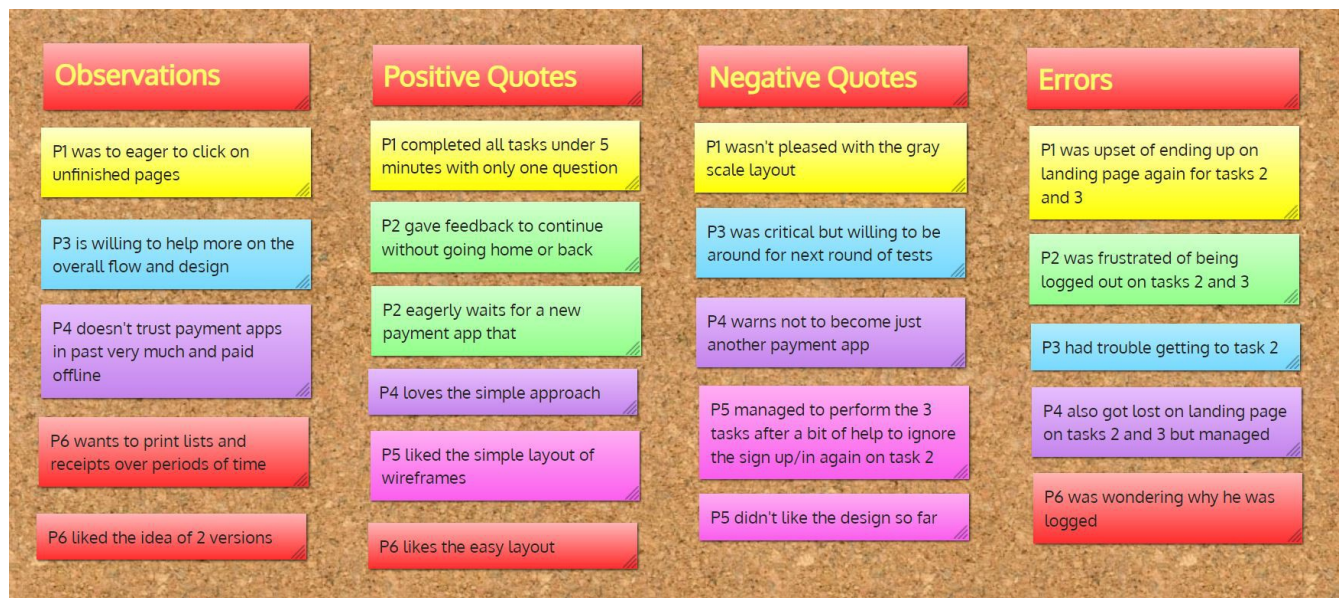 Observations
P1 was to eager to click on
unfinished pages
P3 is willing to help more on the
overall flow and design
P4 doesn't trust payment apps
in past very much and paid
offline
P6 wants to print lists and
receipts over periods of time
P6 liked the idea of 2 versions
Positive Quotes
P1 completed all tasks under 5
minutes with only one question
P2 gave feedback to continue
without going home or back
P2 eagerly waits for a new
payment app that
P4 loves the simple approach
P5 liked the simple layout of
wireframes
P6 likes the easy layout
Negative Quotes
P1 wasn't pleased with the gray
scale layout
P3 was critical but willing to be
around for next round of tests
P4 warns not to become just
another payment app
P5 managed to perform the 3
tasks after a bit of help to ignore
the sign up/in again on task 2
P5 didn't like the design so far
Errors
P1 was upset of ending up on
landing page again for tasks 2
and 3
P2 was frustrated of being
logged out on tasks 2 and 3
P3 had trouble getting to task 2
P4 also got lost on landing page
on tasks 2 and 3 but managed
P6 was wondering why he was
logged